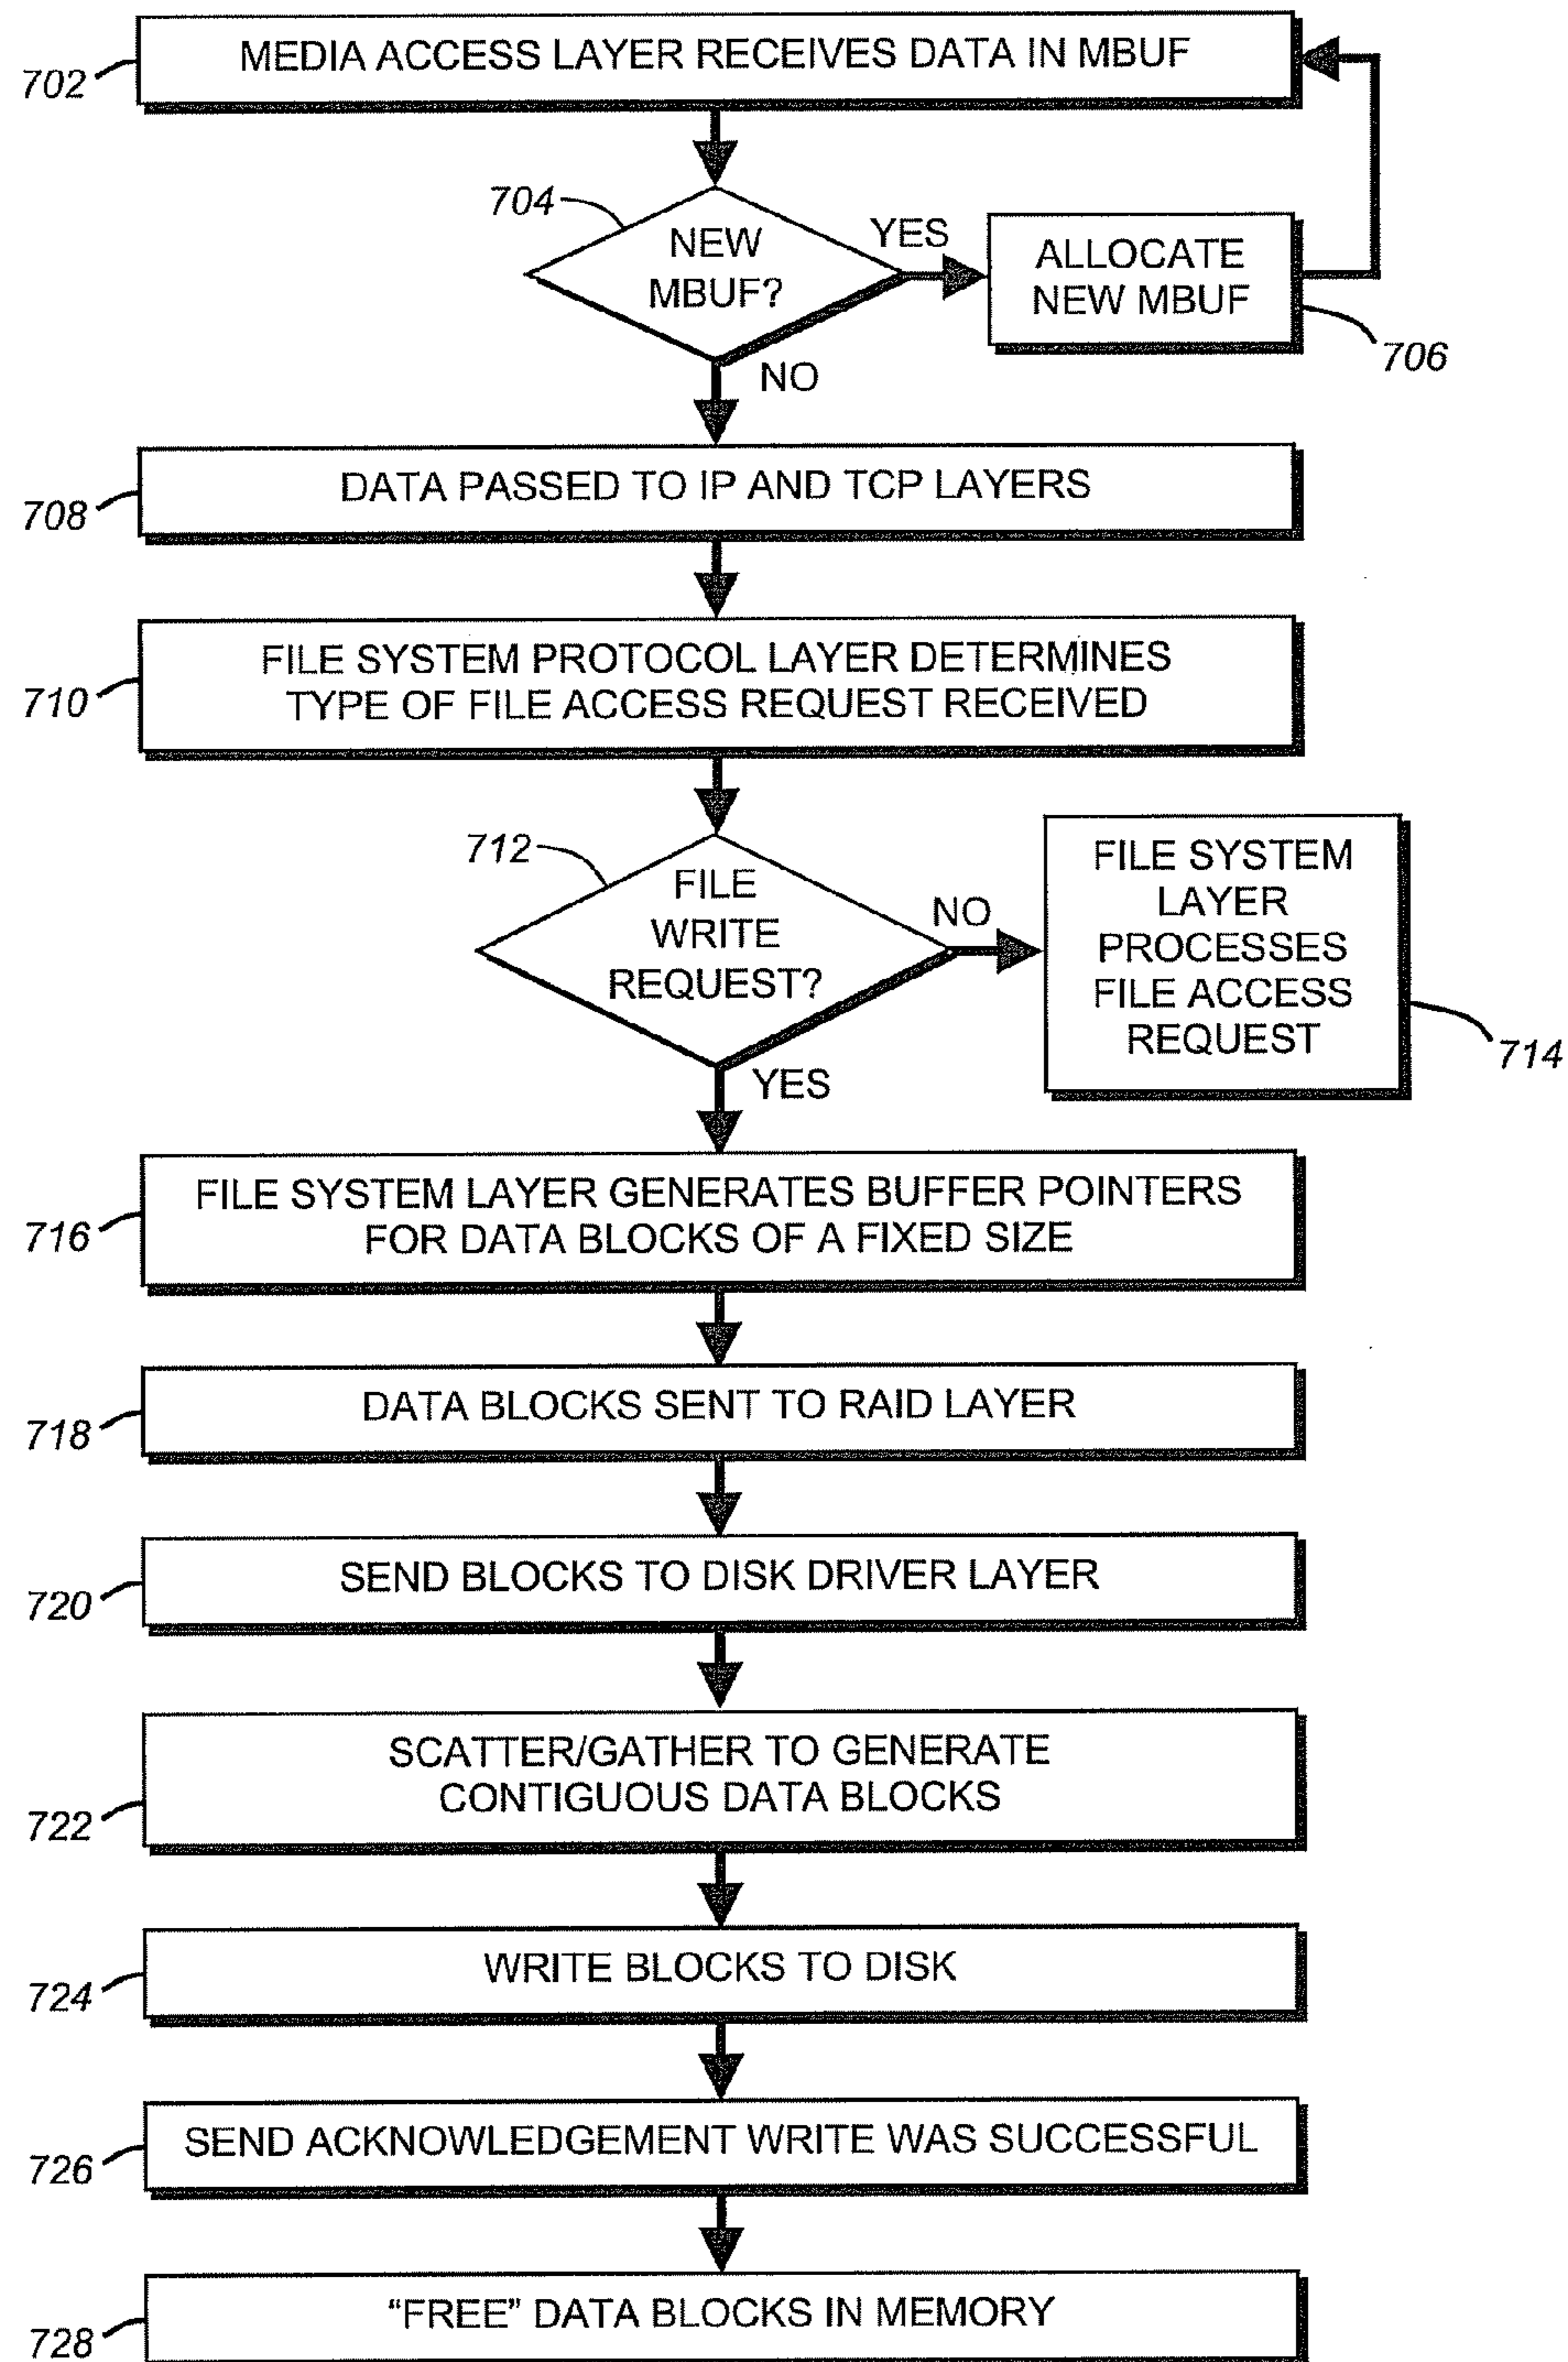 702
MEDIA ACCESS LAYER RECEIVES DATA IN MBUF
704
NEW
MBUF?
YES
ALLOCATE
NEW MBUF
706
NO
708
DATA PASSED TO IP AND TCP LAYERS
710
FILE SYSTEM PROTOCOL LAYER DETERMINES
TYPE OF FILE ACCESS REQUEST RECEIVED
712
FILE
WRITE
REQUEST?
NO
FILE SYSTEM
LAYER
PROCESSES
FILE ACCESS
REQUEST
714
YES
716
FILE SYSTEM LAYER GENERATES BUFFER POINTERS
FOR DATA BLOCKS OF A FIXED SIZE
718
DATA BLOCKS SENT TO RAID LAYER
720
SEND BLOCKS TO DISK DRIVER LAYER
722
SCATTER/GATHER TO GENERATE
CONTIGUOUS DATA BLOCKS
724
WRITE BLOCKS TO DISK
726
SEND ACKNOWLEDGEMENT WRITE WAS SUCCESSFUL
728
“FREE” DATA BLOCKS IN MEMORY